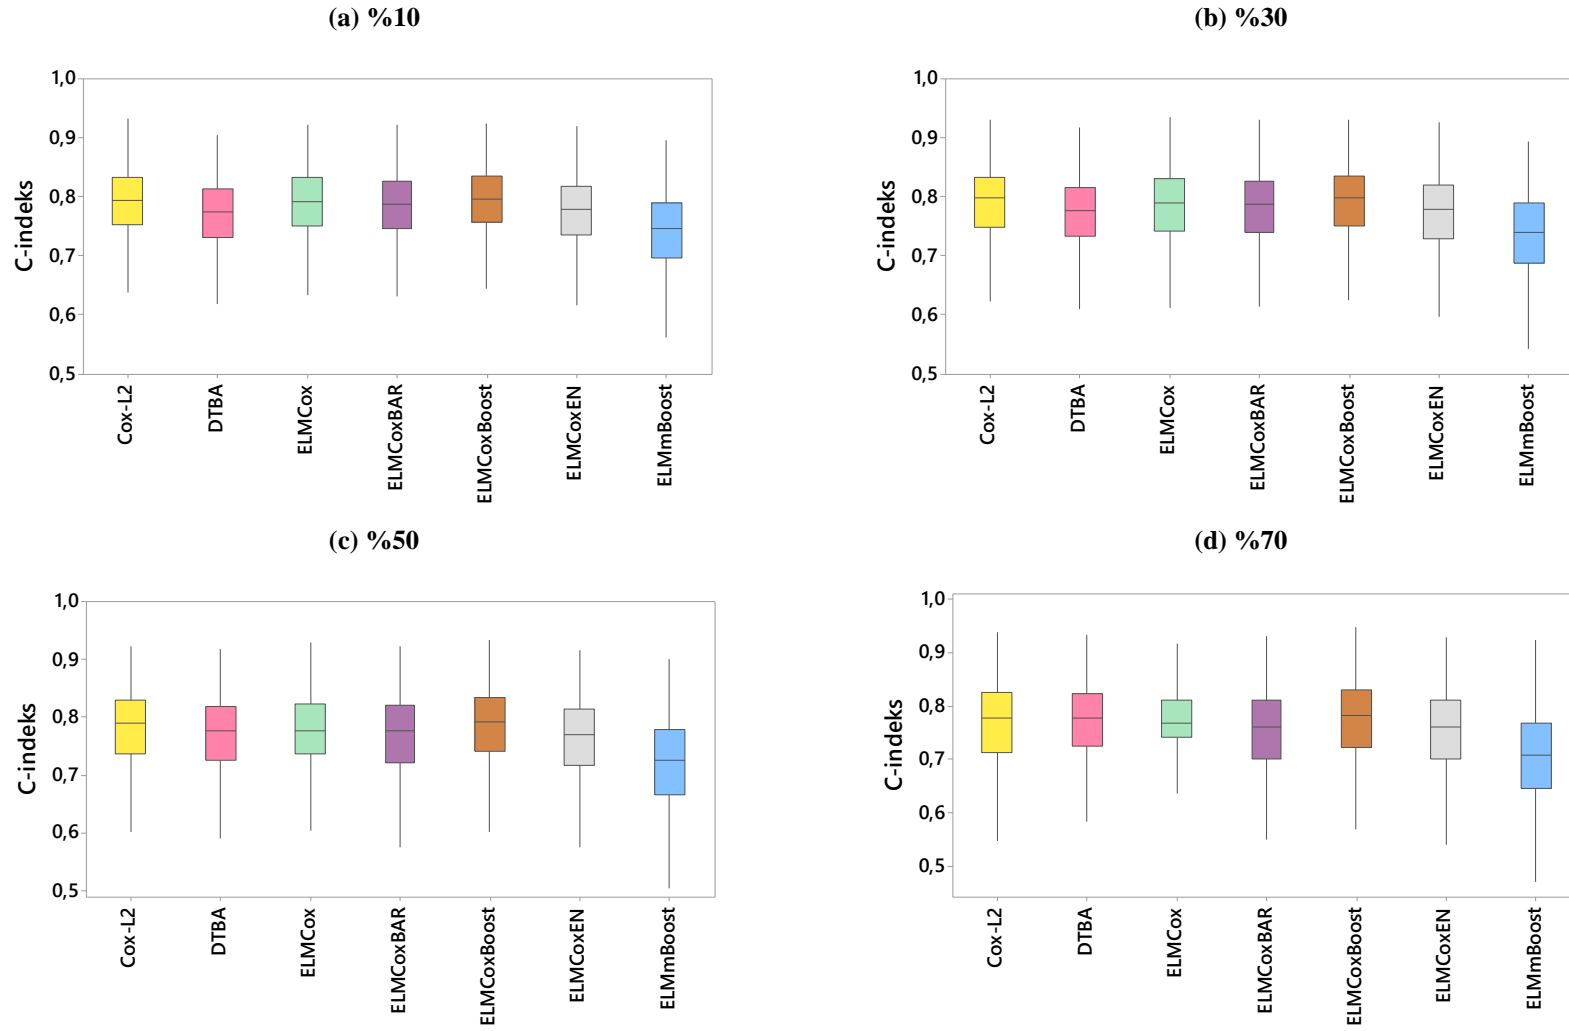 (a) %10
C-indeks
1,0
0,9
0,8
0,7
0,6
0,5
Cox-L2
DTBA
ELMCox
ELMCoxBAR
ELMCoxBoost
ELMCoxEN
ELMmBoost
(b) %30
C-indeks
1,0
0,9
0,8
0,7
0,6
0,5
Cox-L2
DTBA
ELMCox
ELMCoxBAR
ELMCoxBoost
ELMCoxEN
ELMmBoost
(c) %50
C-indeks
1,0
0,9
0,8
0,7
0,6
0,5
Cox-L2
DTBA
ELMCox
ELMCoxBAR
ELMCoxBoost
ELMCoxEN
ELMmBoost
(d) %70
C-indeks
1,0
0,9
0,8
0,7
0,6
0,5
Cox-L2
DTBA
ELMCox
ELMCoxBAR
ELMCoxBoost
ELMCoxEN
ELMmBoost